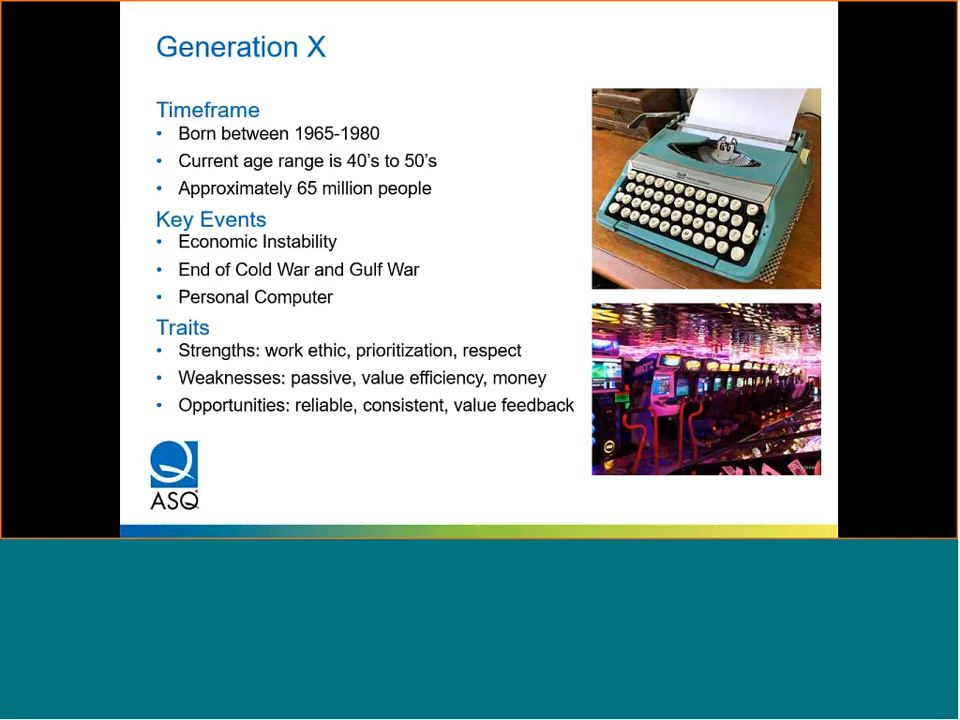 Generation X
Timeframe
• Born between 1965-1980
• Current age range is 40's to 50's
• Approximately 65 million people
Key Events
• Economic Instability
• End of Cold War and Gulf War
• Personal Computer
Traits
• Strengths: work ethic, prioritization, respect
• Weaknesses: passive, value efficiency, money
• Opportunities: reliable, consistent, value feedback
ASQ